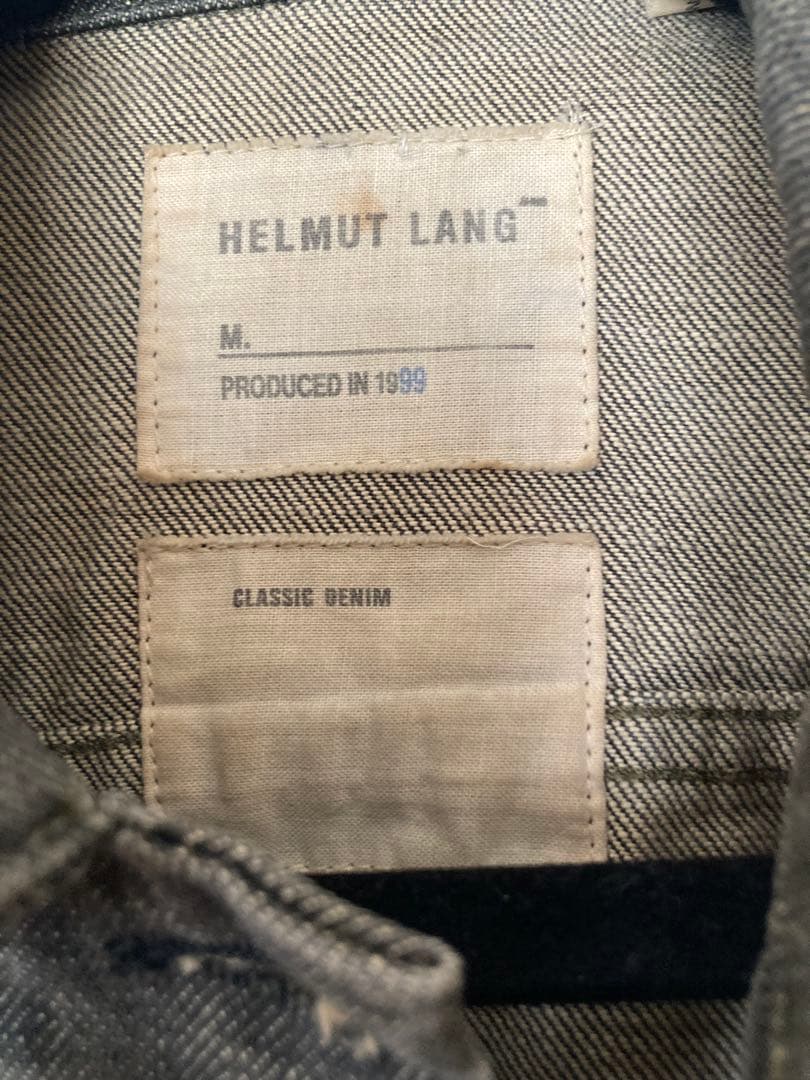 HELMUT LANG
M.
PRODUCED IN 1999
CLASSIC DENIM